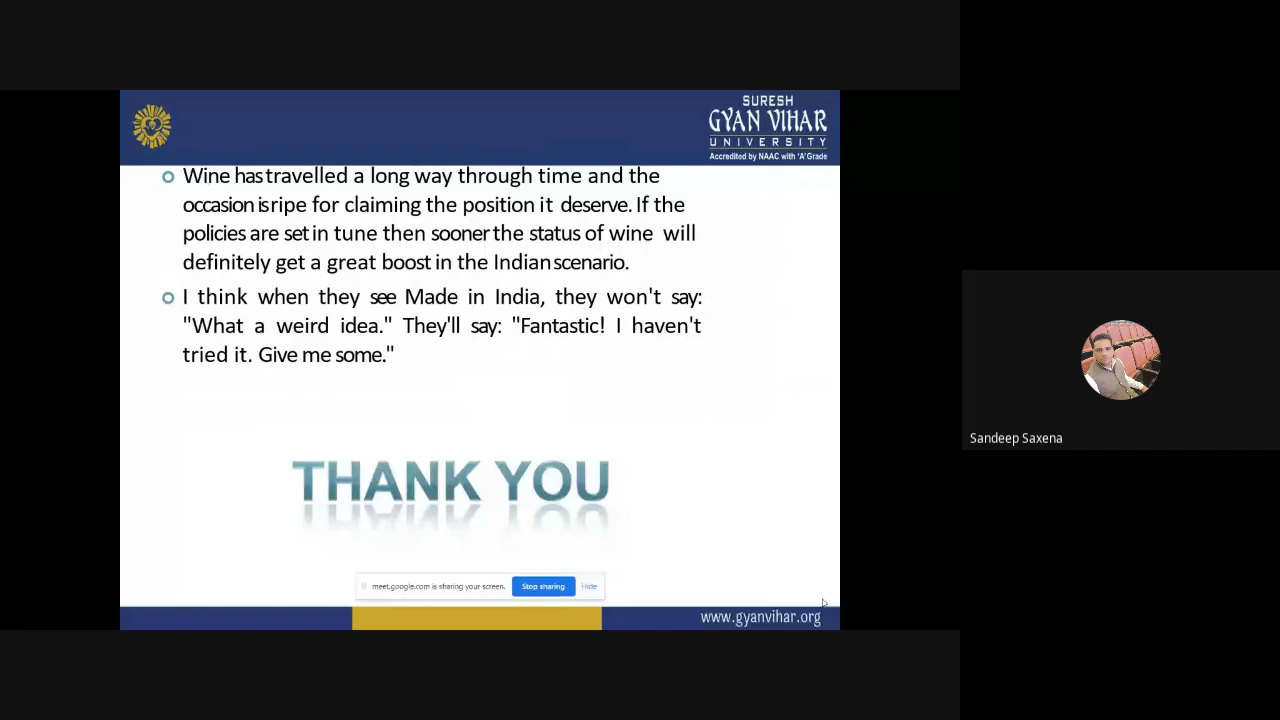 SURESH
GYAN VIHAR
UNIVERSITY
Accredited by NAAC with 'A' Grade
Wine has travelled a long way through time and the
occasion is ripe for claiming the position it deserve. If the
policies are set in tune then sooner the status of wine will
definitely get a great boost in the Indian scenario.
I think when they see Made in India, they won't say:
"What a weird idea." They'll say: "Fantastic! I haven't
tried it. Give me some."
Sandeep Saxena
THANK YOU
meet.google.com is sharing your screen. Stop sharing Hide
www.gyanvihar.org